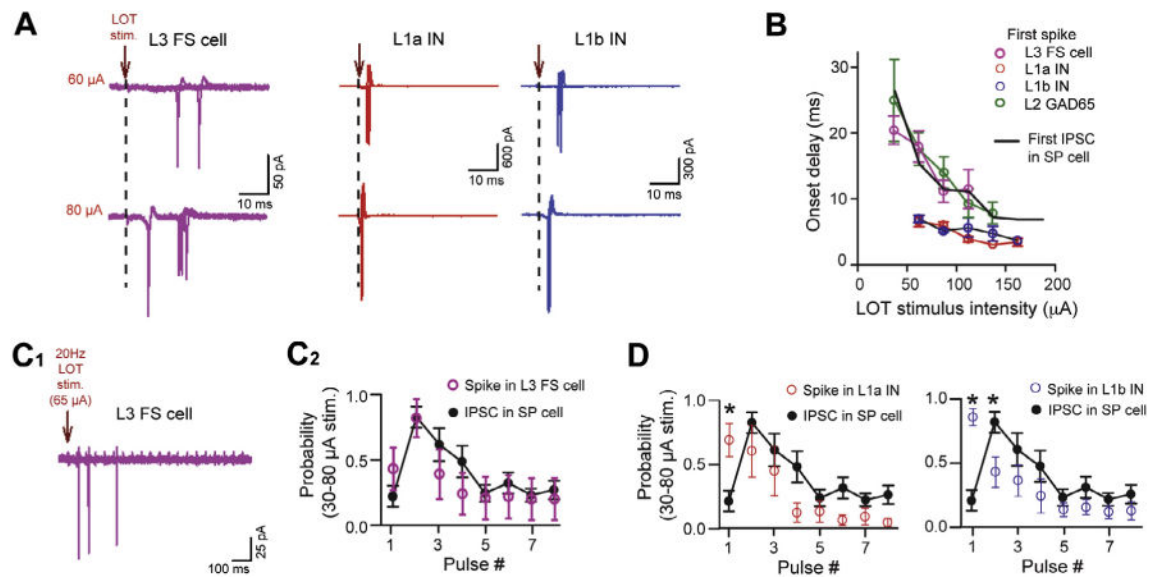 A
LOT
stim.
L3 FS cell
L1a IN
L1b IN
60 µA
80 µA
50 pA
10 ms
600 pA
10 ms
300 pA
10 ms
B
First spike
L3 FS cell
L1a IN
L1b IN
L2 GAD65
First IPSC
in SP cell
Onset delay (ms)
30
20
10
0
0
50
100
150
200
LOT stimulus intensity (µA)
C1
20Hz
LOT
stim.
(65 µA)
L3 FS cell
25 pA
100 ms
C2
Spike in L3 FS cell
IPSC in SP cell
Probability
(30-80 µA stim.)
1.0
0.5
0.0
1
3
5
7
Pulse #
D
Spike in L1a IN
IPSC in SP cell
*
Probability
(30-80 µA stim.)
1.0
0.5
0.0
1
3
5
7
Pulse #
Spike in L1b IN
IPSC in SP cell
* *
1.0
0.5
0.0
1
3
5
7
Pulse #